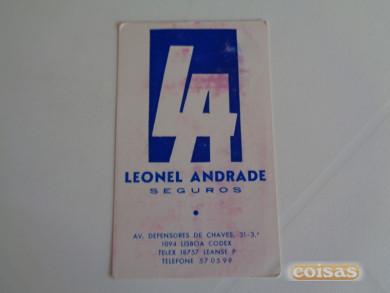 LA
LEONEL ANDRADE
SEGUROS
AV. DEFENSORES DE CHAVES, 31-3.º
1094 LISBOA CODEX
TELEX 18757 LEANSE P
TELEFONE 57 05 99
coisas